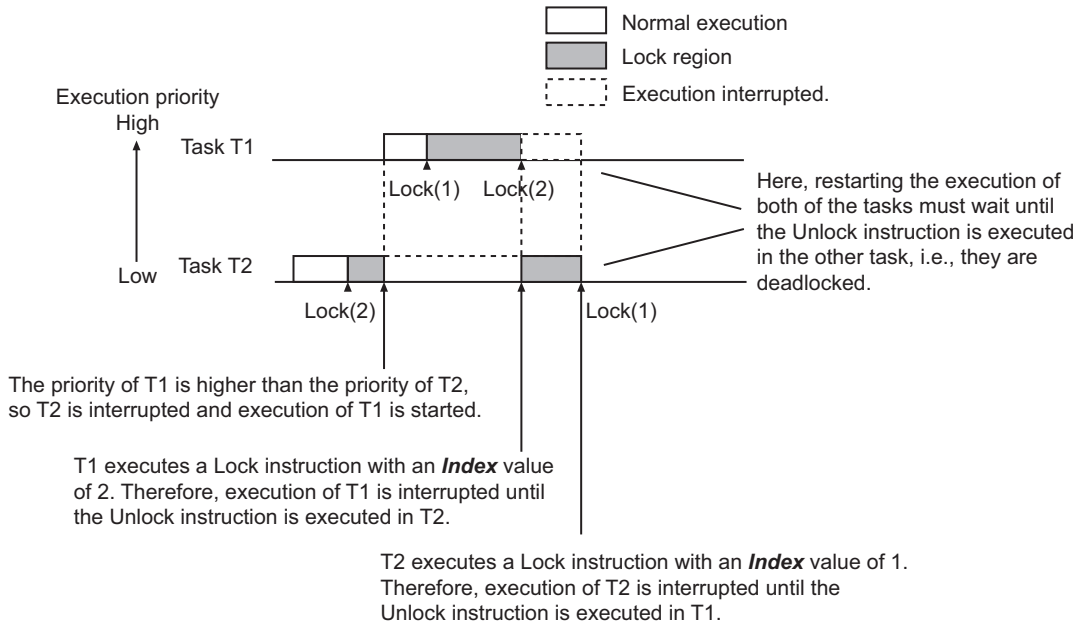 Normal execution
Lock region
Execution interrupted.
Execution priority
High
Task T1
Lock(1)
Lock(2)
Here, restarting the execution of
both of the tasks must wait until
the Unlock instruction is executed
in the other task, i.e., they are
deadlocked.
Low
Task T2
Lock(2)
Lock(1)
The priority of T1 is higher than the priority of T2,
so T2 is interrupted and execution of T1 is started.
T1 executes a Lock instruction with an Index value
of 2. Therefore, execution of T1 is interrupted until
the Unlock instruction is executed in T2.
T2 executes a Lock instruction with an Index value of 1.
Therefore, execution of T2 is interrupted until the
Unlock instruction is executed in T1.